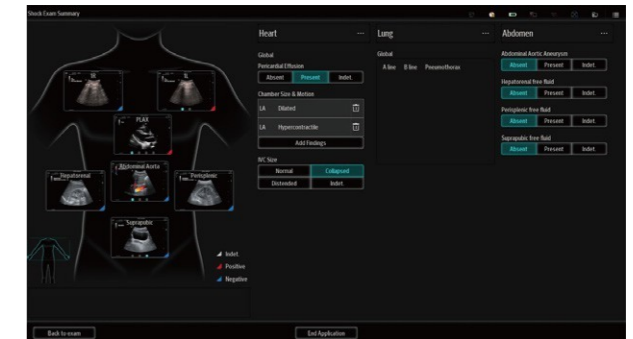 Shock Exam Summary
SR
SL
PLAX
Hepatorenal
Abdominal Aorta
Perisplenic
Suprapubic
Indet.
Positive
Negative
Back to exam
Heart ...
Global
Pericardial Effusion
Absent Present Indet.
Chamber Size & Motion
LA Dilated
LA Hypercontractile
Add Findings
IVC Size
Normal Collapsed
Distended Indet.
End Application
Lung ...
Global
A line B line Pneumothorax
Abdomen ...
Abdominal Aortic Aneurysm
Absent Present Indet.
Hepatorenal free fluid
Absent Present Indet.
Perisplenic free fluid
Absent Present Indet.
Suprapubic free fluid
Absent Present Indet.